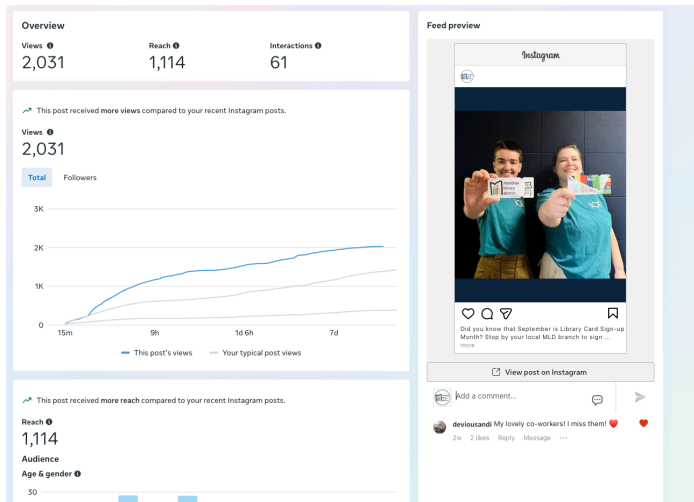 Overview
Views
Reach
Interactions
2,031
1,114
61
This post received more views compared to your recent Instagram posts.
Views
2,031
Total
Followers
3K
2K
1K
0
15m
9h
1d 6h
7d
This post's views
Your typical post views
This post received more reach compared to your recent Instagram posts.
Reach
1,114
Audience
Age & gender
30
Feed preview
Instagram
meridian
library
district
Did you know that September is Library Card Sign-up
Month? Stop by your local MLD branch to sign ...
more
View post on Instagram
Add a comment...
deviousandi My lovely co-workers! I miss them! ❤️
2w 2 likes Reply Message ...